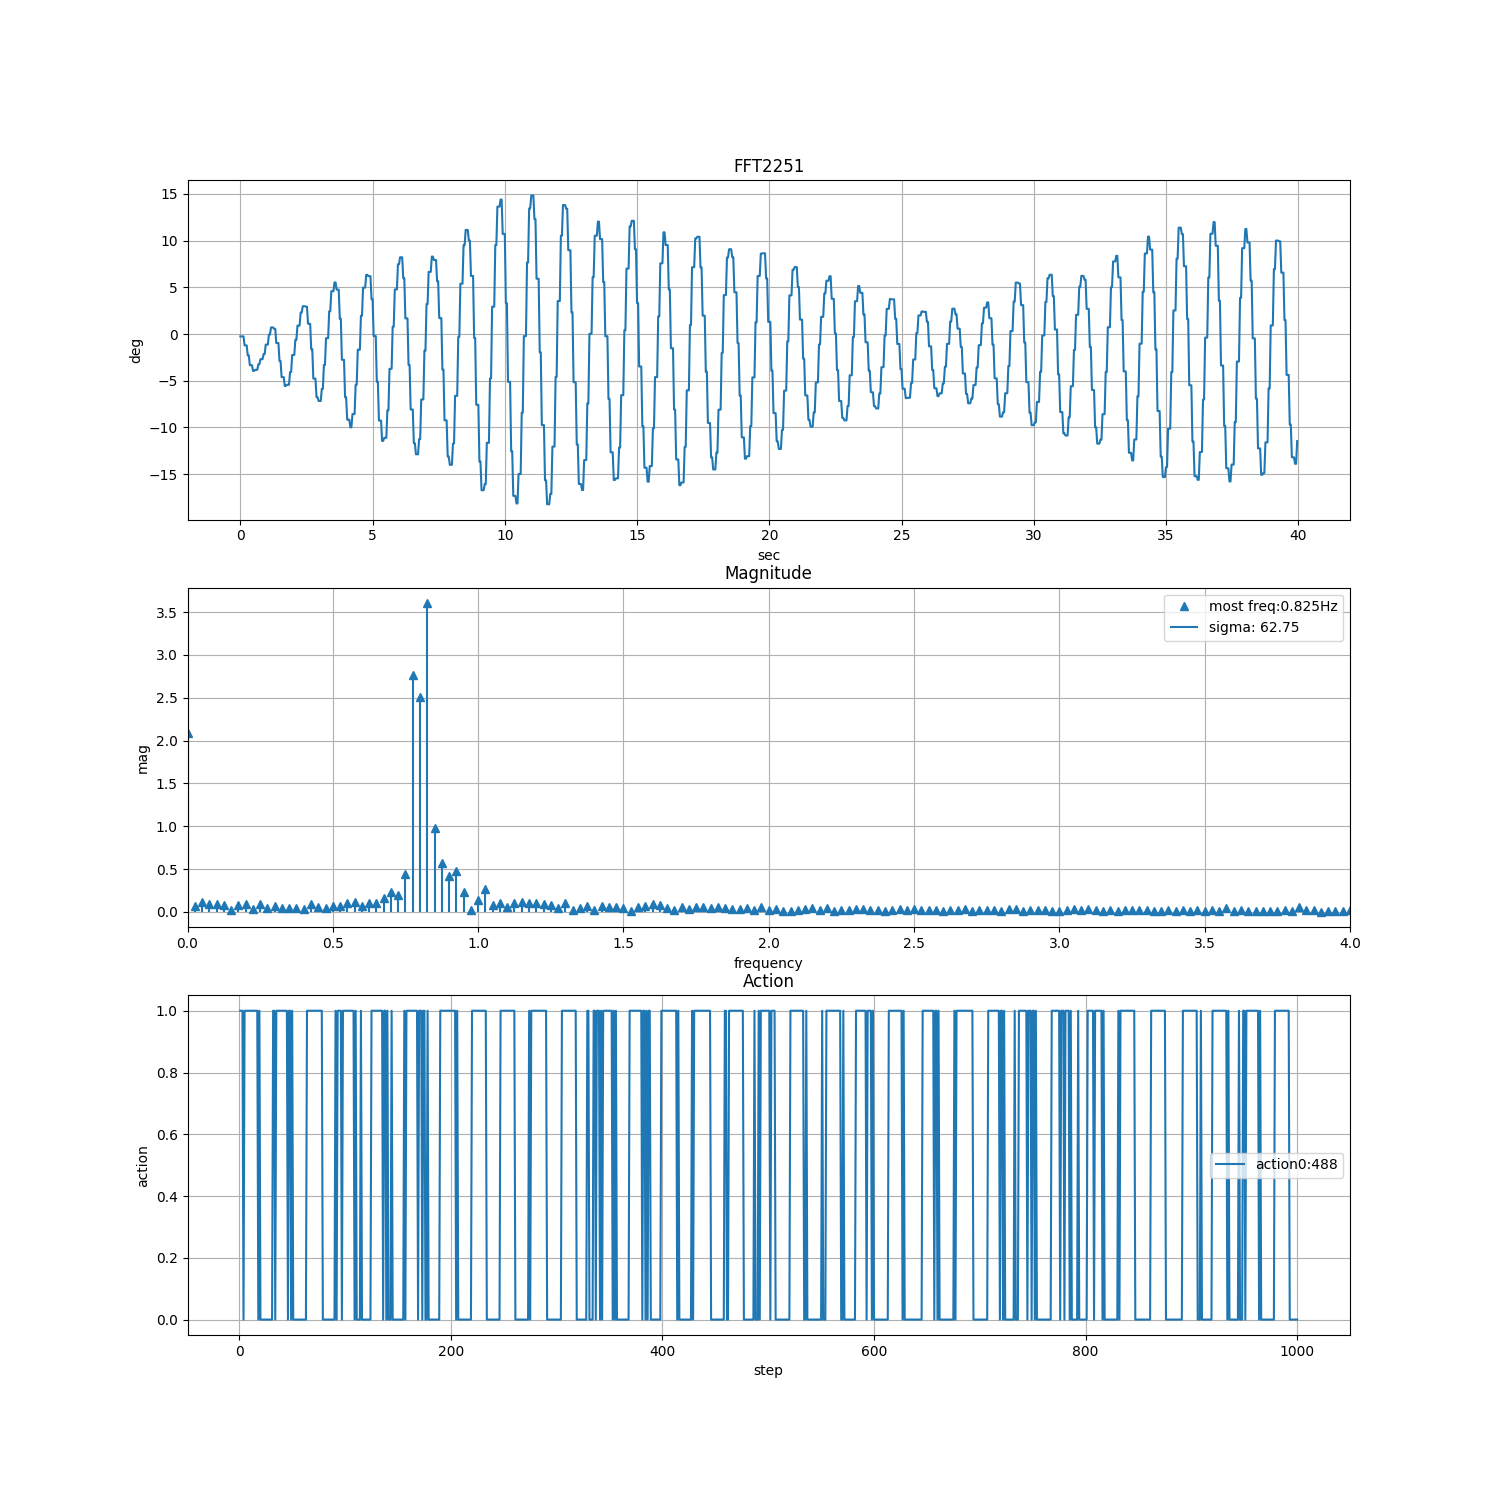 FFT2251
15
10
5
0
−5
−10
−15
deg
0 5 10 15 20 25 30 35 40
sec
Magnitude
3.5
3.0
2.5
2.0
1.5
1.0
0.5
0.0
mag
most freq:0.825Hz
sigma: 62.75
0.0 0.5 1.0 1.5 2.0 2.5 3.0 3.5 4.0
frequency
Action
1.0
0.8
0.6
0.4
0.2
0.0
action
action0:488
0 200 400 600 800 1000
step